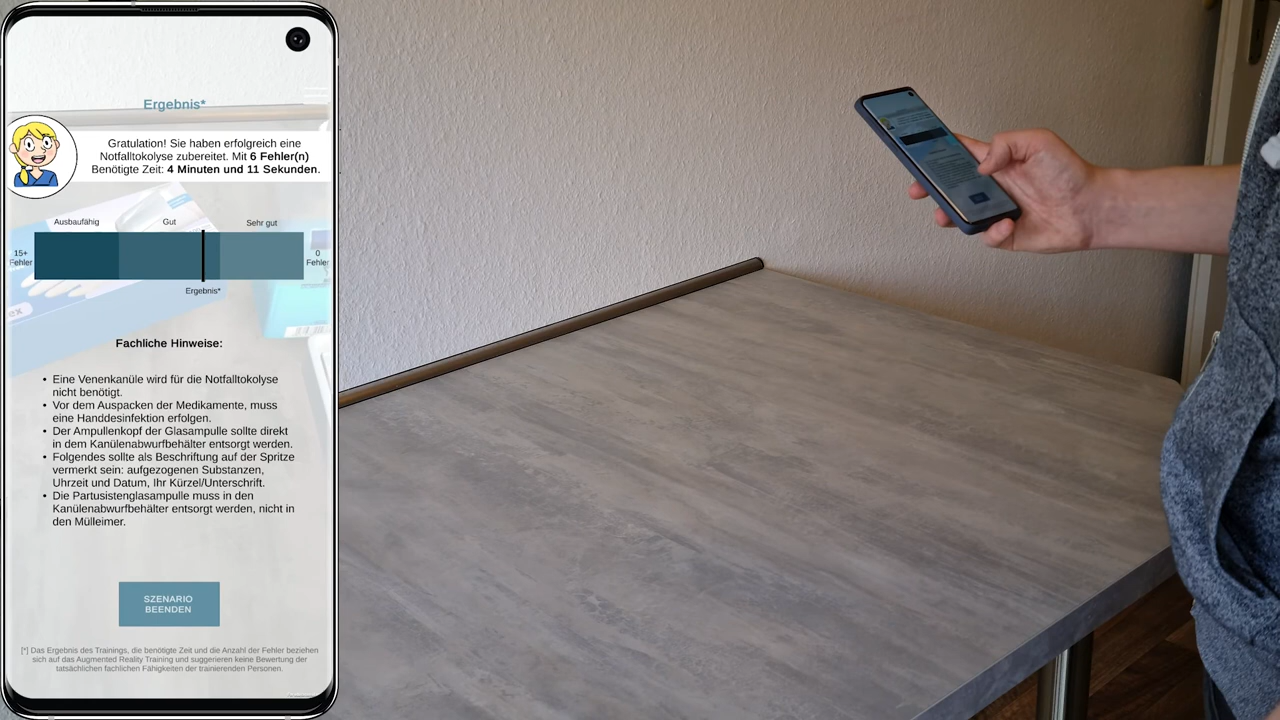 Ergebnis*
Gratulation! Sie haben erfolgreich eine
Notfalltokolyse zubereitet. Mit 6 Fehler(n)
Benötigte Zeit: 4 Minuten und 11 Sekunden.
Ausbaufähig Gut Sehr gut
15+ Fehler
0 Fehler
Ergebnis*
ex
Fachliche Hinweise:
• Eine Venenkanüle wird für die Notfalltokolyse
nicht benötigt.
• Vor dem Auspacken der Medikamente, muss
eine Handdesinfektion erfolgen.
• Der Ampullenkopf der Glasampulle sollte direkt
in dem Kanülenabwurfbehälter entsorgt werden.
• Folgendes sollte als Beschriftung auf der Spritze
vermerkt sein: aufgezogenen Substanzen,
Uhrzeit und Datum, Ihr Kürzel/Unterschrift.
• Die Partusistenglasampulle muss in den
Kanülenabwurfbehälter entsorgt werden, nicht in
den Mülleimer.
SZENARIO
BEENDEN
[*] Das Ergebnis des Trainings, die benötigte Zeit und die Anzahl der Fehler beziehen
sich auf das Augmented Reality Training und suggerieren keine Bewertung der
tatsächlichen fachlichen Fähigkeiten der trainierenden Personen.